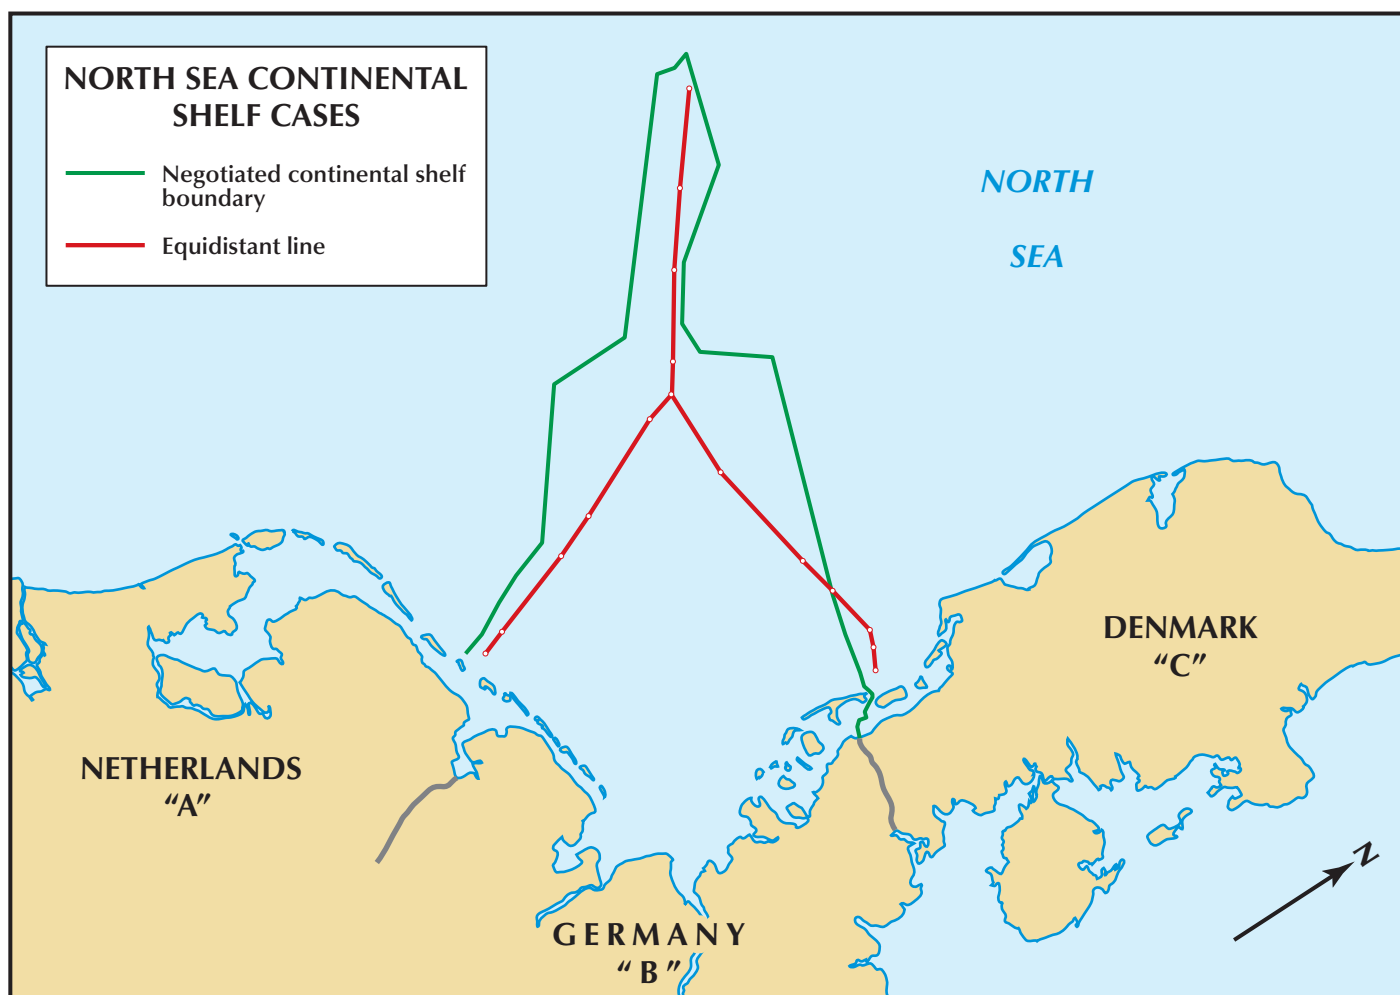 NORTH SEA CONTINENTAL
SHELF CASES
Negotiated continental shelf
boundary
Equidistant line
NORTH
SEA
DENMARK
“C”
NETHERLANDS
“A”
GERMANY
“B”
N